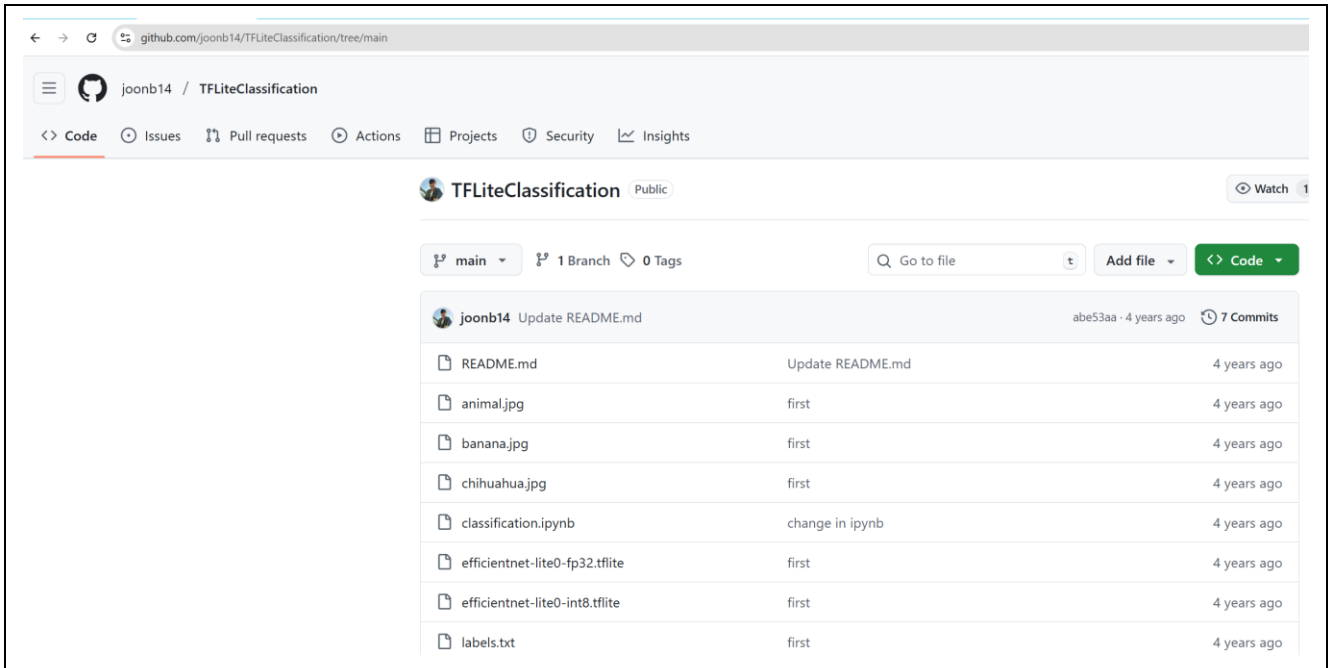 github.com/joonb14/TFLiteClassification/tree/main
joonb14 / TFLiteClassification
<> Code Issues Pull requests Actions Projects Security Insights
TFLiteClassification Public Watch 1
main 1 Branch 0 Tags Go to file t Add file <> Code
joonb14 Update README.md abe53aa · 4 years ago 7 Commits
README.md Update README.md 4 years ago
animal.jpg first 4 years ago
banana.jpg first 4 years ago
chihuahua.jpg first 4 years ago
classification.ipynb change in ipynb 4 years ago
efficientnet-lite0-fp32.tflite first 4 years ago
efficientnet-lite0-int8.tflite first 4 years ago
labels.txt first 4 years ago